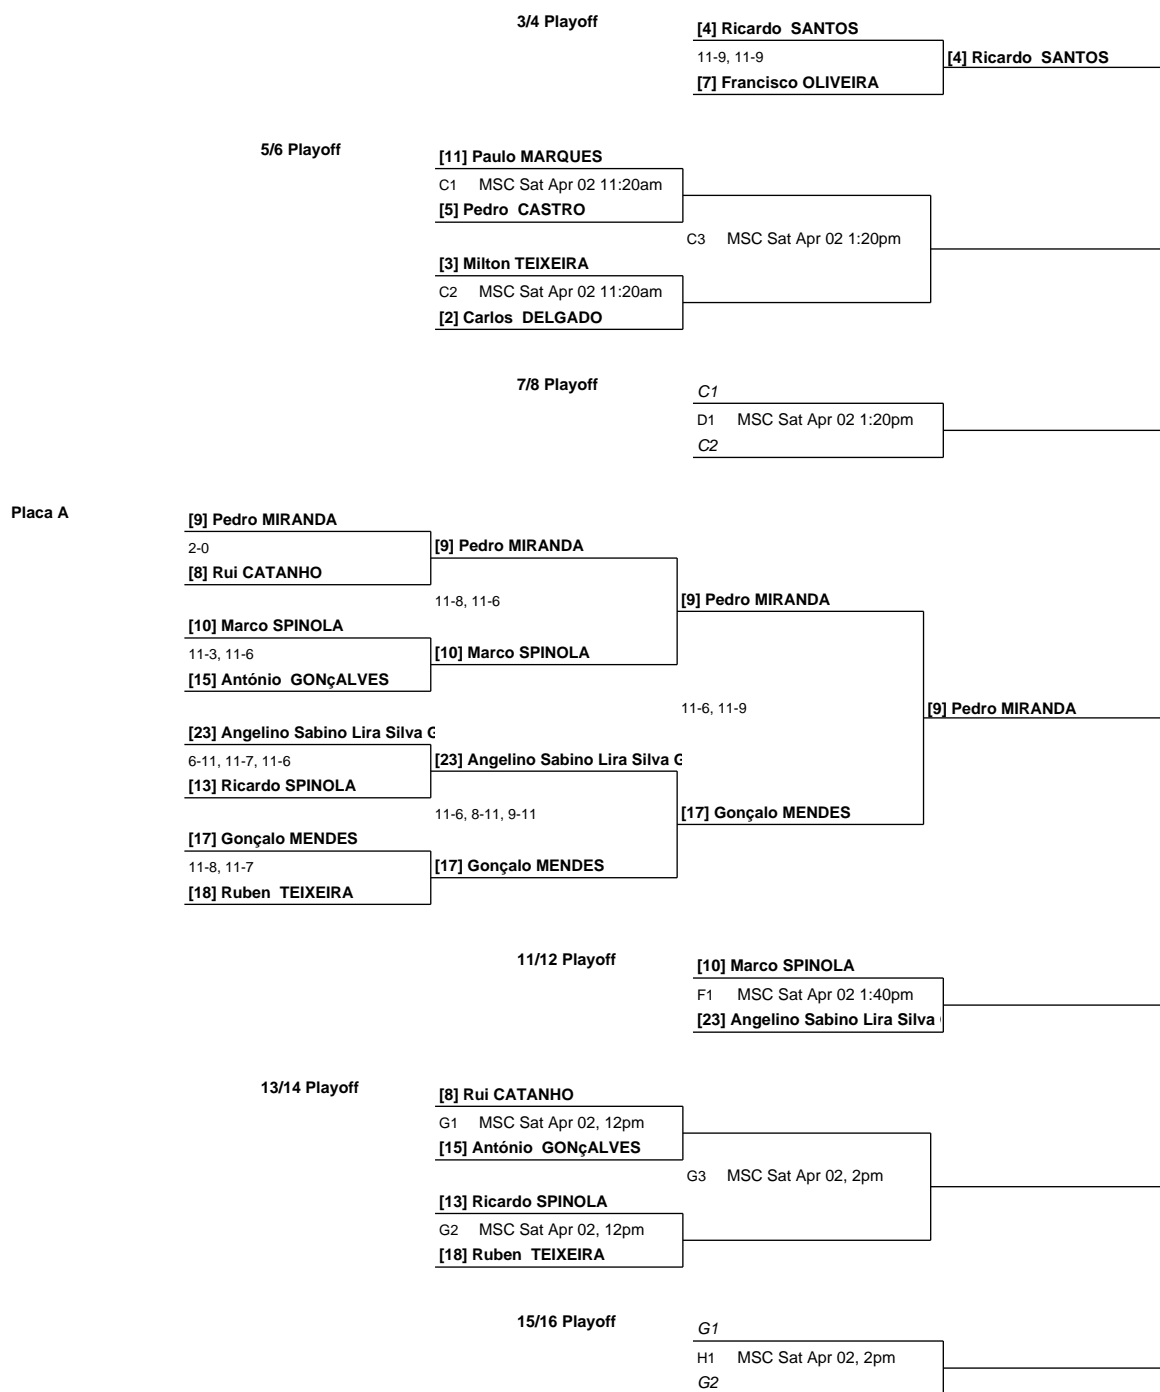 3/4 Playoff
[4] Ricardo SANTOS
11-9, 11-9
[4] Ricardo SANTOS
[7] Francisco OLIVEIRA
5/6 Playoff
[11] Paulo MARQUES
C1 MSC Sat Apr 02 11:20am
[5] Pedro CASTRO
C3 MSC Sat Apr 02 1:20pm
[3] Milton TEIXEIRA
C2 MSC Sat Apr 02 11:20am
[2] Carlos DELGADO
7/8 Playoff
C1
D1 MSC Sat Apr 02 1:20pm
C2
Placa A
[9] Pedro MIRANDA
2-0
[9] Pedro MIRANDA
[8] Rui CATANHO
11-8, 11-6
[9] Pedro MIRANDA
[10] Marco SPINOLA
11-3, 11-6
[10] Marco SPINOLA
[15] António GONçALVES
11-6, 11-9
[9] Pedro MIRANDA
[23] Angelino Sabino Lira Silva G
6-11, 11-7, 11-6
[23] Angelino Sabino Lira Silva G
[13] Ricardo SPINOLA
11-6, 8-11, 9-11
[17] Gonçalo MENDES
[17] Gonçalo MENDES
11-8, 11-7
[17] Gonçalo MENDES
[18] Ruben TEIXEIRA
11/12 Playoff
[10] Marco SPINOLA
F1 MSC Sat Apr 02 1:40pm
[23] Angelino Sabino Lira Silva
13/14 Playoff
[8] Rui CATANHO
G1 MSC Sat Apr 02, 12pm
[15] António GONçALVES
G3 MSC Sat Apr 02, 2pm
[13] Ricardo SPINOLA
G2 MSC Sat Apr 02, 12pm
[18] Ruben TEIXEIRA
15/16 Playoff
G1
H1 MSC Sat Apr 02, 2pm
G2